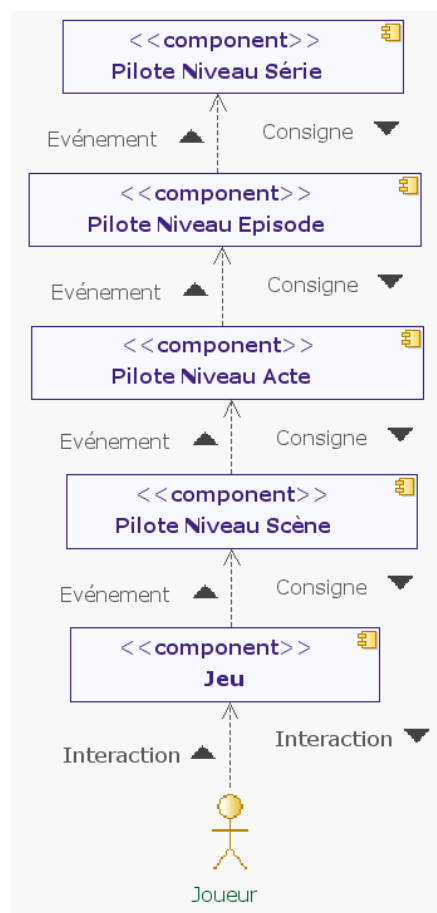 <<component>>
Pilote Niveau Série
Evénement
Consigne
<<component>>
Pilote Niveau Episode
Evénement
Consigne
<<component>>
Pilote Niveau Acte
Evénement
Consigne
<<component>>
Pilote Niveau Scène
Evénement
Consigne
<<component>>
Jeu
Interaction
Interaction
Joueur